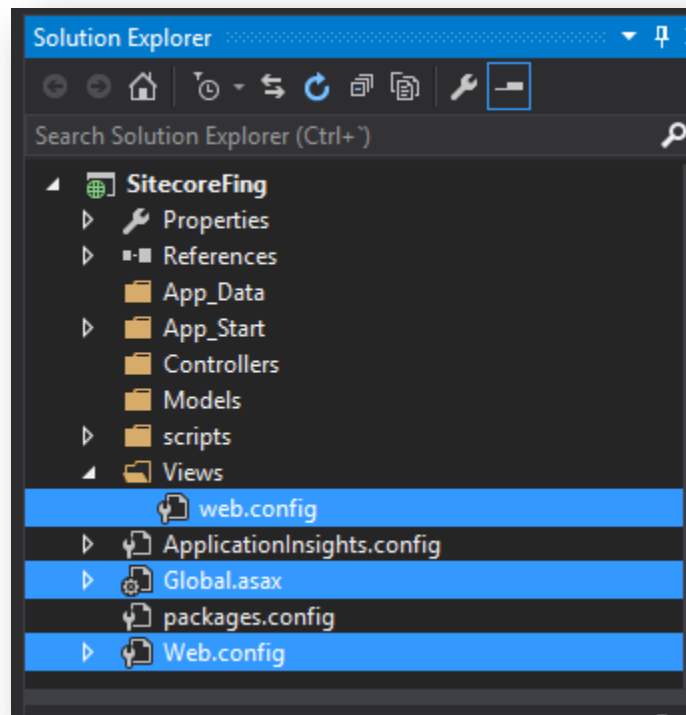 Solution Explorer
Search Solution Explorer (Ctrl+`)
SitecoreFing
Properties
References
App_Data
App_Start
Controllers
Models
scripts
Views
web.config
ApplicationInsights.config
Global.asax
packages.config
Web.config